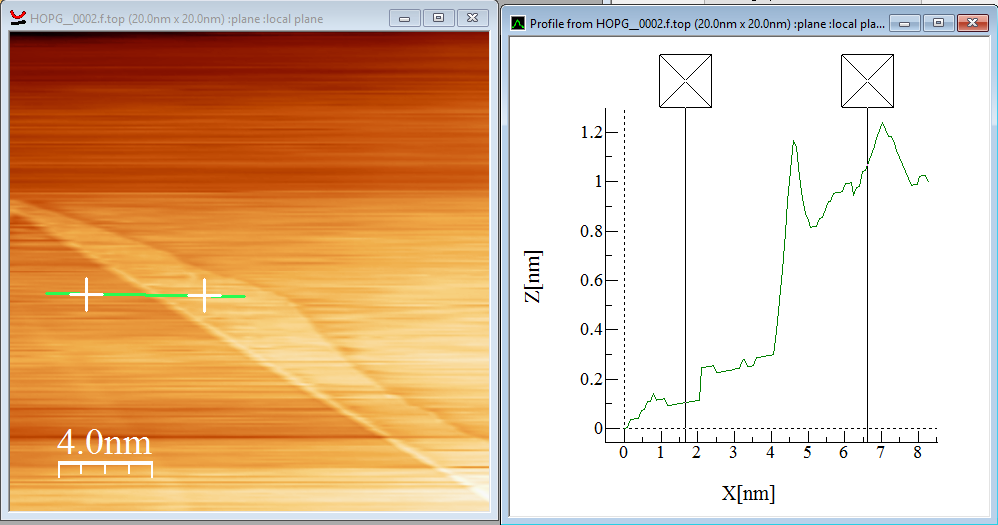 HOPG__0002.f.top (20.0nm x 20.0nm) :plane :local plane
4.0nm
Profile from HOPG__0002.f.top (20.0nm x 20.0nm) :plane :local pla...
Z[nm]
1.2
1
0.8
0.6
0.4
0.2
0
0 1 2 3 4 5 6 7 8
X[nm]